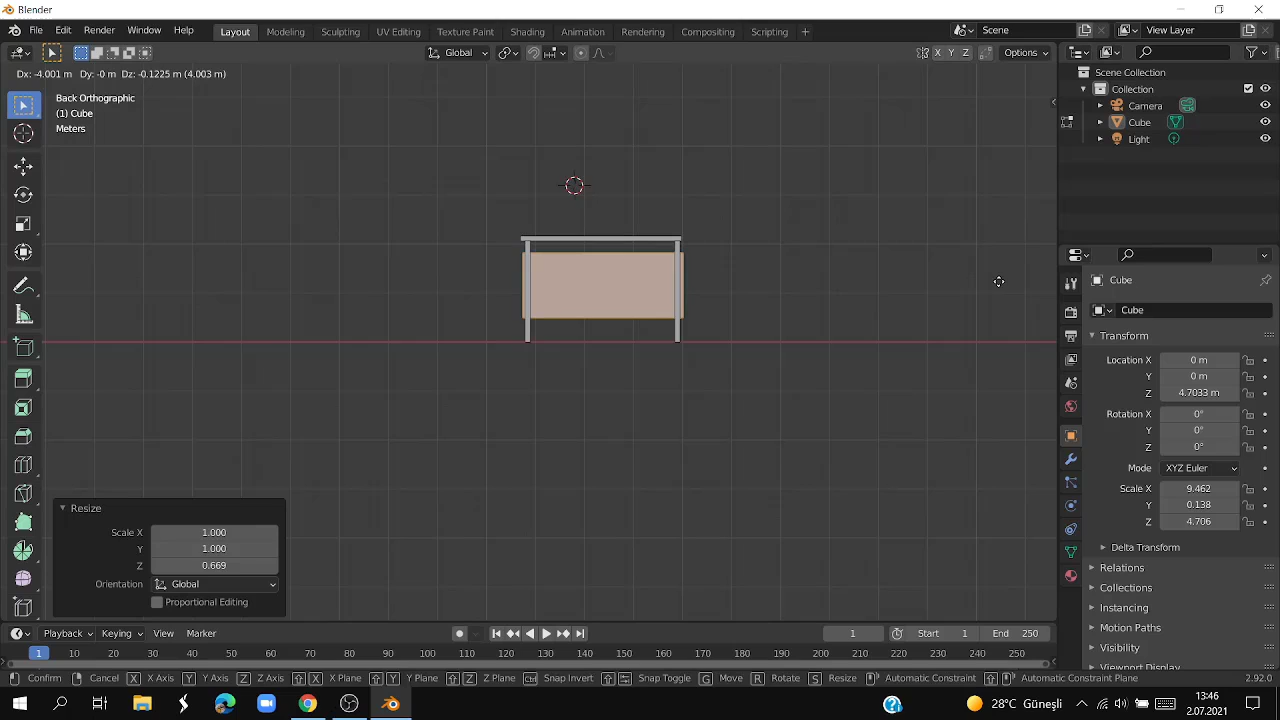 Blender
File Edit Render Window Help Layout Modeling Sculpting UV Editing Texture Paint Shading Animation Rendering Compositing Scripting + Scene View Layer
Global X Y Z Options
Dx: -4.001 m Dy: -0 m Dz: -0.1225 m (4.003 m)
Back Orthographic
(1) Cube
Meters
Scene Collection
Collection
Camera
Cube
Light
Cube
Cube
Transform
Location X 0 m
Y 0 m
Z 4.7033 m
Rotation X 0°
Y 0°
Z 0°
Mode XYZ Euler
Scale X 9.462
Y 0.138
Z 4.706
Delta Transform
Relations
Collections
Instancing
Motion Paths
Visibility
Viewport Display
Resize
Scale X 1.000
Y 1.000
Z 0.669
Orientation Global
Proportional Editing
Playback Keying View Marker 1 Start 1 End 250
1 10 20 30 40 50 60 70 80 90 100 110 120 130 140 150 160 170 180 190 200 210 220 230 240 250
Confirm Cancel X X Axis Y Y Axis Z Z Axis X X Plane Y Y Plane Z Z Plane Ctrl Snap Invert Snap Toggle G Move R Rotate S Resize Automatic Constraint Automatic Constraint Plane 2.92.0
28°C Güneşli 13:46
2.07.2021